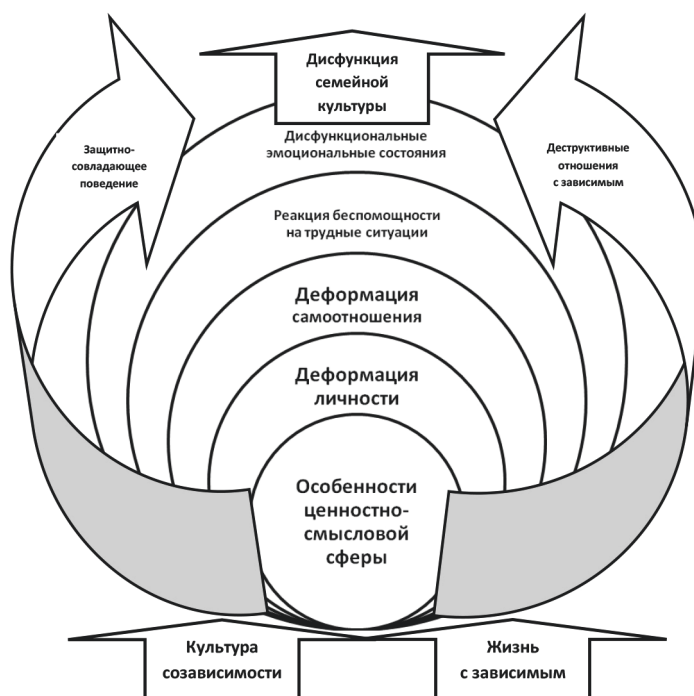 Дисфункция
семейной
культуры
Дисфункциональные
эмоциональные состояния
Защитно-
совладающее
поведение
Деструктивные
отношения
с зависимым
Реакция беспомощности
на трудные ситуации
Деформация
самоотношения
Деформация
личности
Особенности
ценностно-
смысловой
сферы
Культура
созависимости
Жизнь
с зависимым